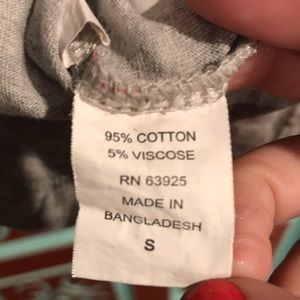 95% COTTON
5% VISCOSE
RN 63925
MADE IN
BANGLADESH
S